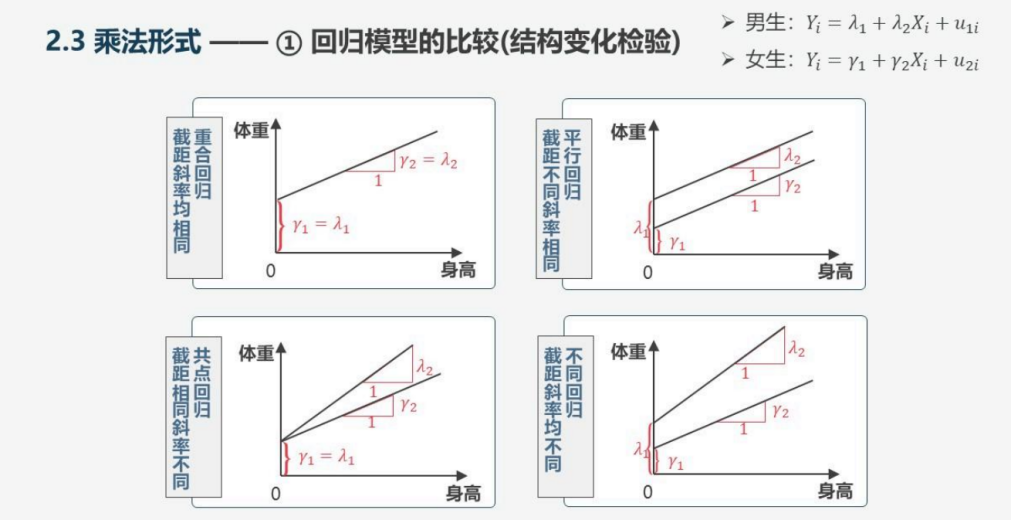 2.3 乘法形式 —— ① 回归模型的比较(结构变化检验)
➢ 男生：Yᵢ = λ₁ + λ₂Xᵢ + u₁ᵢ
➢ 女生：Yᵢ = γ₁ + γ₂Xᵢ + u₂ᵢ
重合回归
截距斜率均相同
体重
γ₂ = λ₂
1
γ₁ = λ₁
0
身高
平行回归
截距不同斜率相同
体重
λ₂
1
γ₂
1
λ₁
γ₁
0
身高
共点回归
截距相同斜率不同
体重
λ₂
1
γ₂
1
γ₁ = λ₁
0
身高
不同回归
截距斜率均不同
体重
λ₂
1
γ₂
1
λ₁
γ₁
0
身高